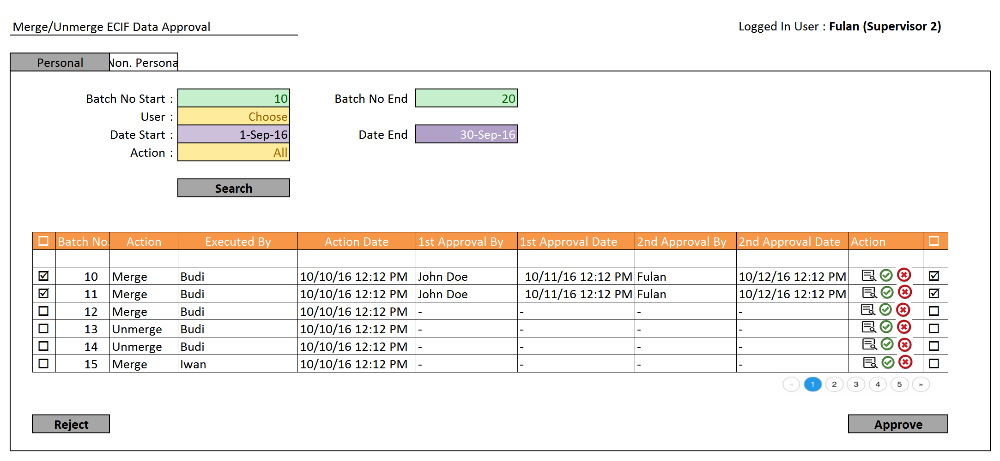 Merge/Unmerge ECIF Data Approval
Logged In User : Fulan (Supervisor 2)
Personal
Non. Persona
Batch No Start : 10 Batch No End 20
User : Choose
Date Start : 1-Sep-16 Date End 30-Sep-16
Action : All
Search
Batch No. Action Executed By Action Date 1st Approval By 1st Approval Date 2nd Approval By 2nd Approval Date Action
10 Merge Budi 10/10/16 12:12 PM John Doe 10/11/16 12:12 PM Fulan 10/12/16 12:12 PM
11 Merge Budi 10/10/16 12:12 PM John Doe 10/11/16 12:12 PM Fulan 10/12/16 12:12 PM
12 Merge Budi 10/10/16 12:12 PM - - - -
13 Unmerge Budi 10/10/16 12:12 PM - - - -
14 Unmerge Budi 10/10/16 12:12 PM - - - -
15 Merge Iwan 10/10/16 12:12 PM - - - -
« 1 2 3 4 5 »
Reject
Approve